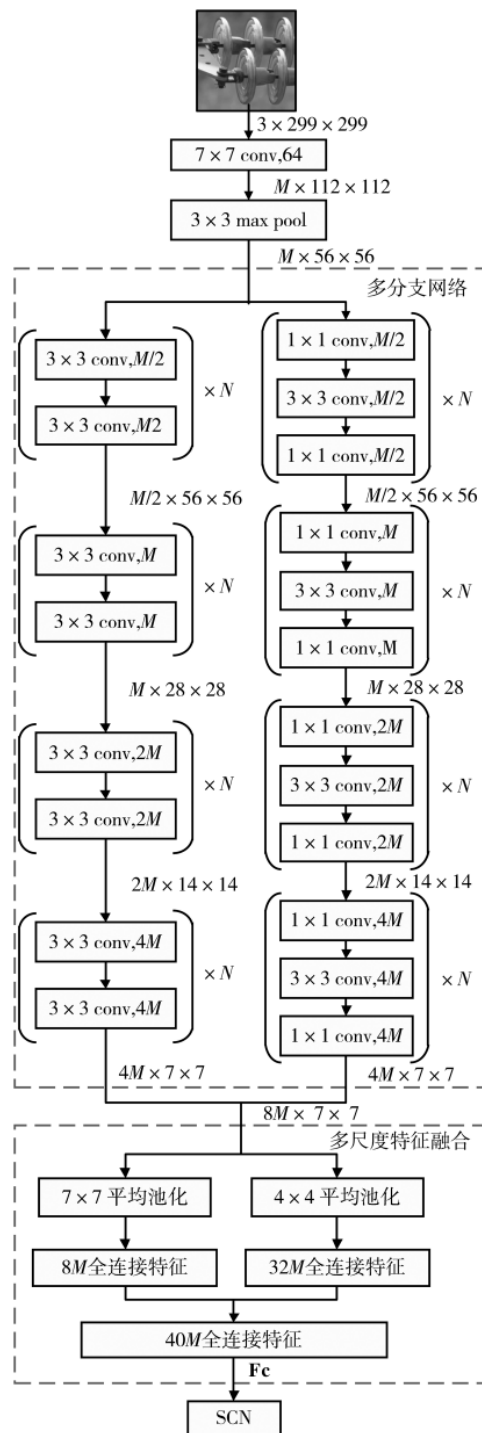 3 × 299 × 299
7 × 7 conv,64
M × 112 × 112
3 × 3 max pool
M × 56 × 56
多分支网络
3 × 3 conv,M/2
3 × 3 conv,M2
× N
M/2 × 56 × 56
3 × 3 conv,M
3 × 3 conv,M
× N
M × 28 × 28
3 × 3 conv,2M
3 × 3 conv,2M
× N
2M × 14 × 14
3 × 3 conv,4M
3 × 3 conv,4M
× N
4M × 7 × 7
1 × 1 conv,M/2
3 × 3 conv,M/2
1 × 1 conv,M/2
× N
M/2 × 56 × 56
1 × 1 conv,M
3 × 3 conv,M
1 × 1 conv,M
× N
M × 28 × 28
1 × 1 conv,2M
3 × 3 conv,2M
1 × 1 conv,2M
× N
2M × 14 × 14
1 × 1 conv,4M
3 × 3 conv,4M
1 × 1 conv,4M
× N
4M × 7 × 7
8M × 7 × 7
多尺度特征融合
7 × 7 平均池化
4 × 4 平均池化
8M全连接特征
32M全连接特征
40M全连接特征
Fc
SCN